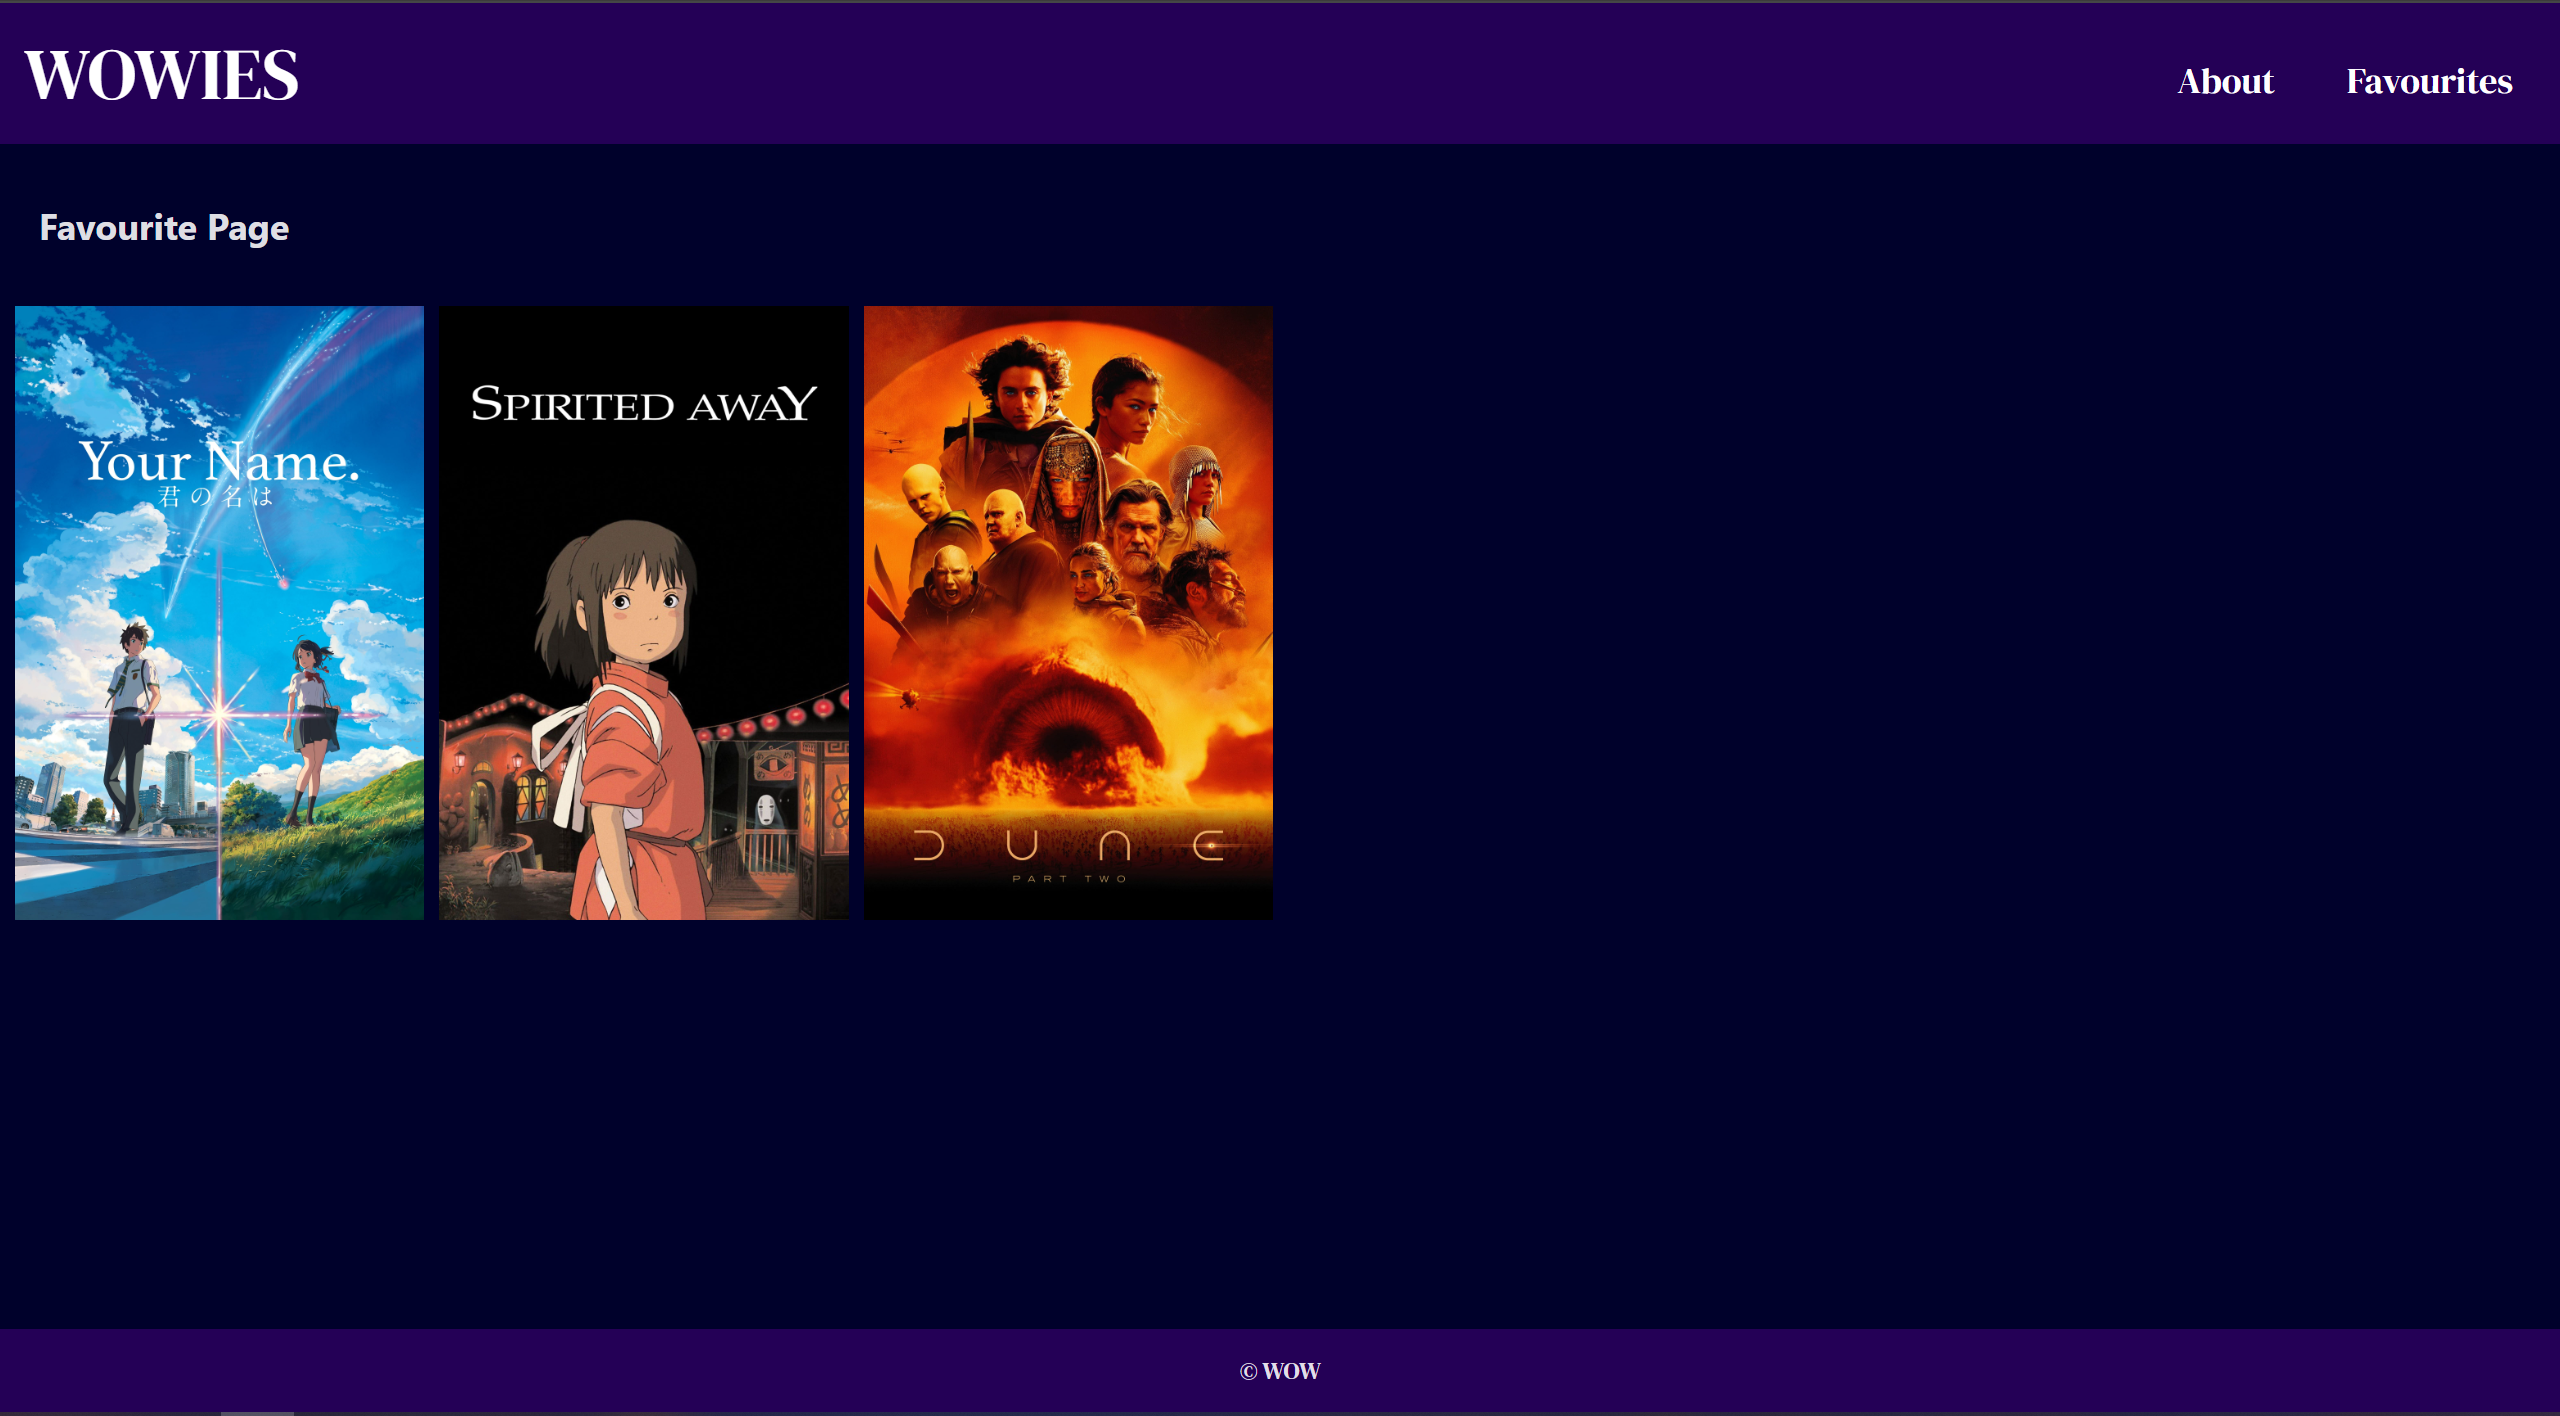 WOWIES
About
Favourites
Favourite Page
Your Name.
君の名は
SPIRITED AWAY
DUNE
PART TWO
© WOW